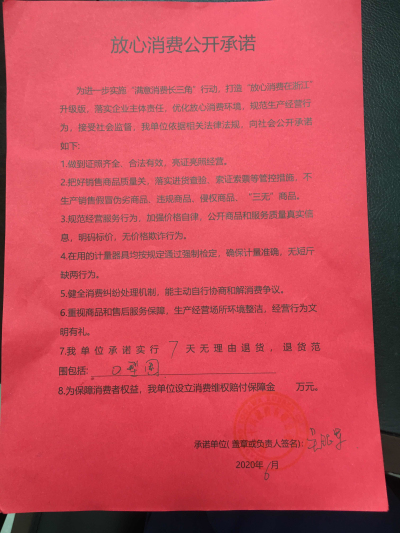 放心消费公开承诺
为进一步实施“满意消费长三角”行动，打造“放心消费在浙江”
升级版，落实企业主体责任，优化放心消费环境，规范生产经营行
为，接受社会监督，我单位依据相关法律法规，向社会公开承诺
如下：
1.做到证照齐全、合法有效、亮证亮照经营。
2.把好销售商品质量关，落实进货查验、索证索票等管控措施，不
生产销售假冒伪劣商品、违规商品、侵权商品、“三无”商品。
3.规范经营服务行为，加强价格自律，公开商品和服务质量真实信
息，明码标价，无价格欺诈行为。
4.在用的计量器具均按规定通过强制检定，确保计量准确，无短斤
缺两行为。
5.健全消费纠纷处理机制，能主动自行协商和解消费争议。
6.重视商品和售后服务保障，生产经营场所环境整洁，经营行为文
明有礼。
7.我单位承诺实行 7 天无理由退货，退货范
围包括：
8.为保障消费者权益，我单位设立消费维权赔付保障金 万元。
承诺单位(盖章或负责人签名)：
2020年6月